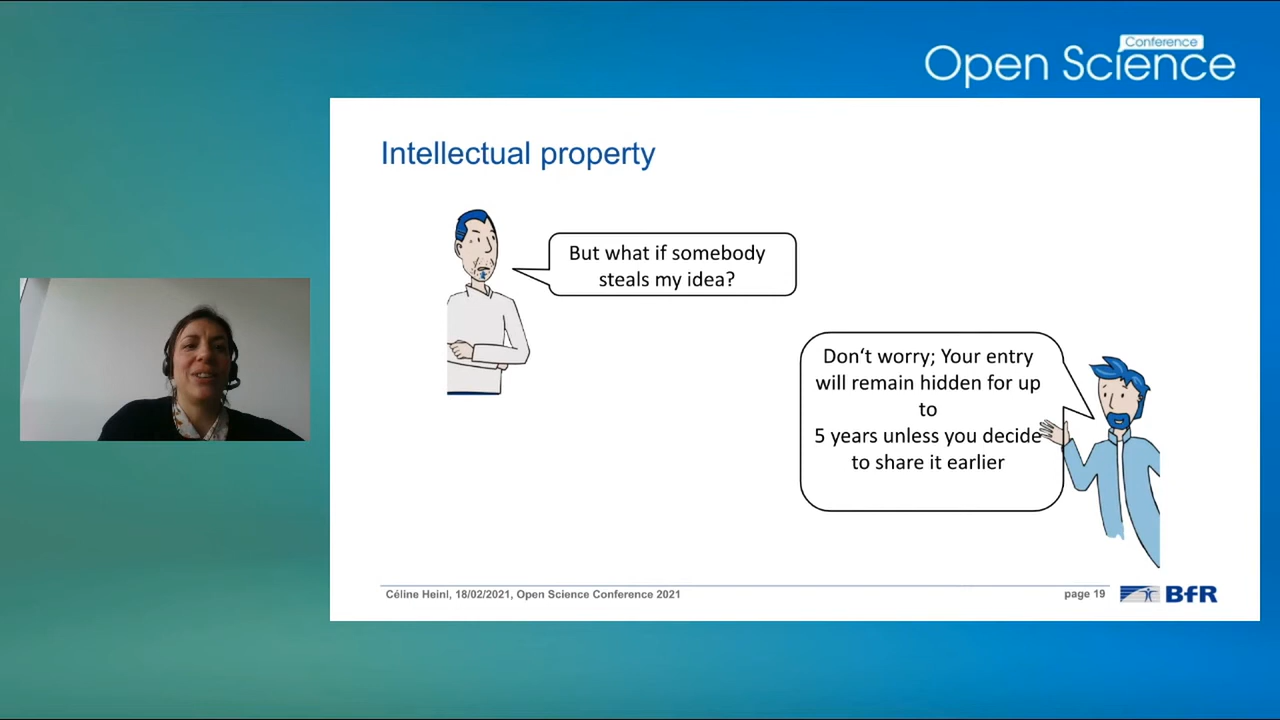 Conference
Open Science
Intellectual property
But what if somebody
steals my idea?
Don‘t worry; Your entry
will remain hidden for up
to
5 years unless you decide
to share it earlier
Céline Heinl, 18/02/2021, Open Science Conference 2021
page 19
BfR